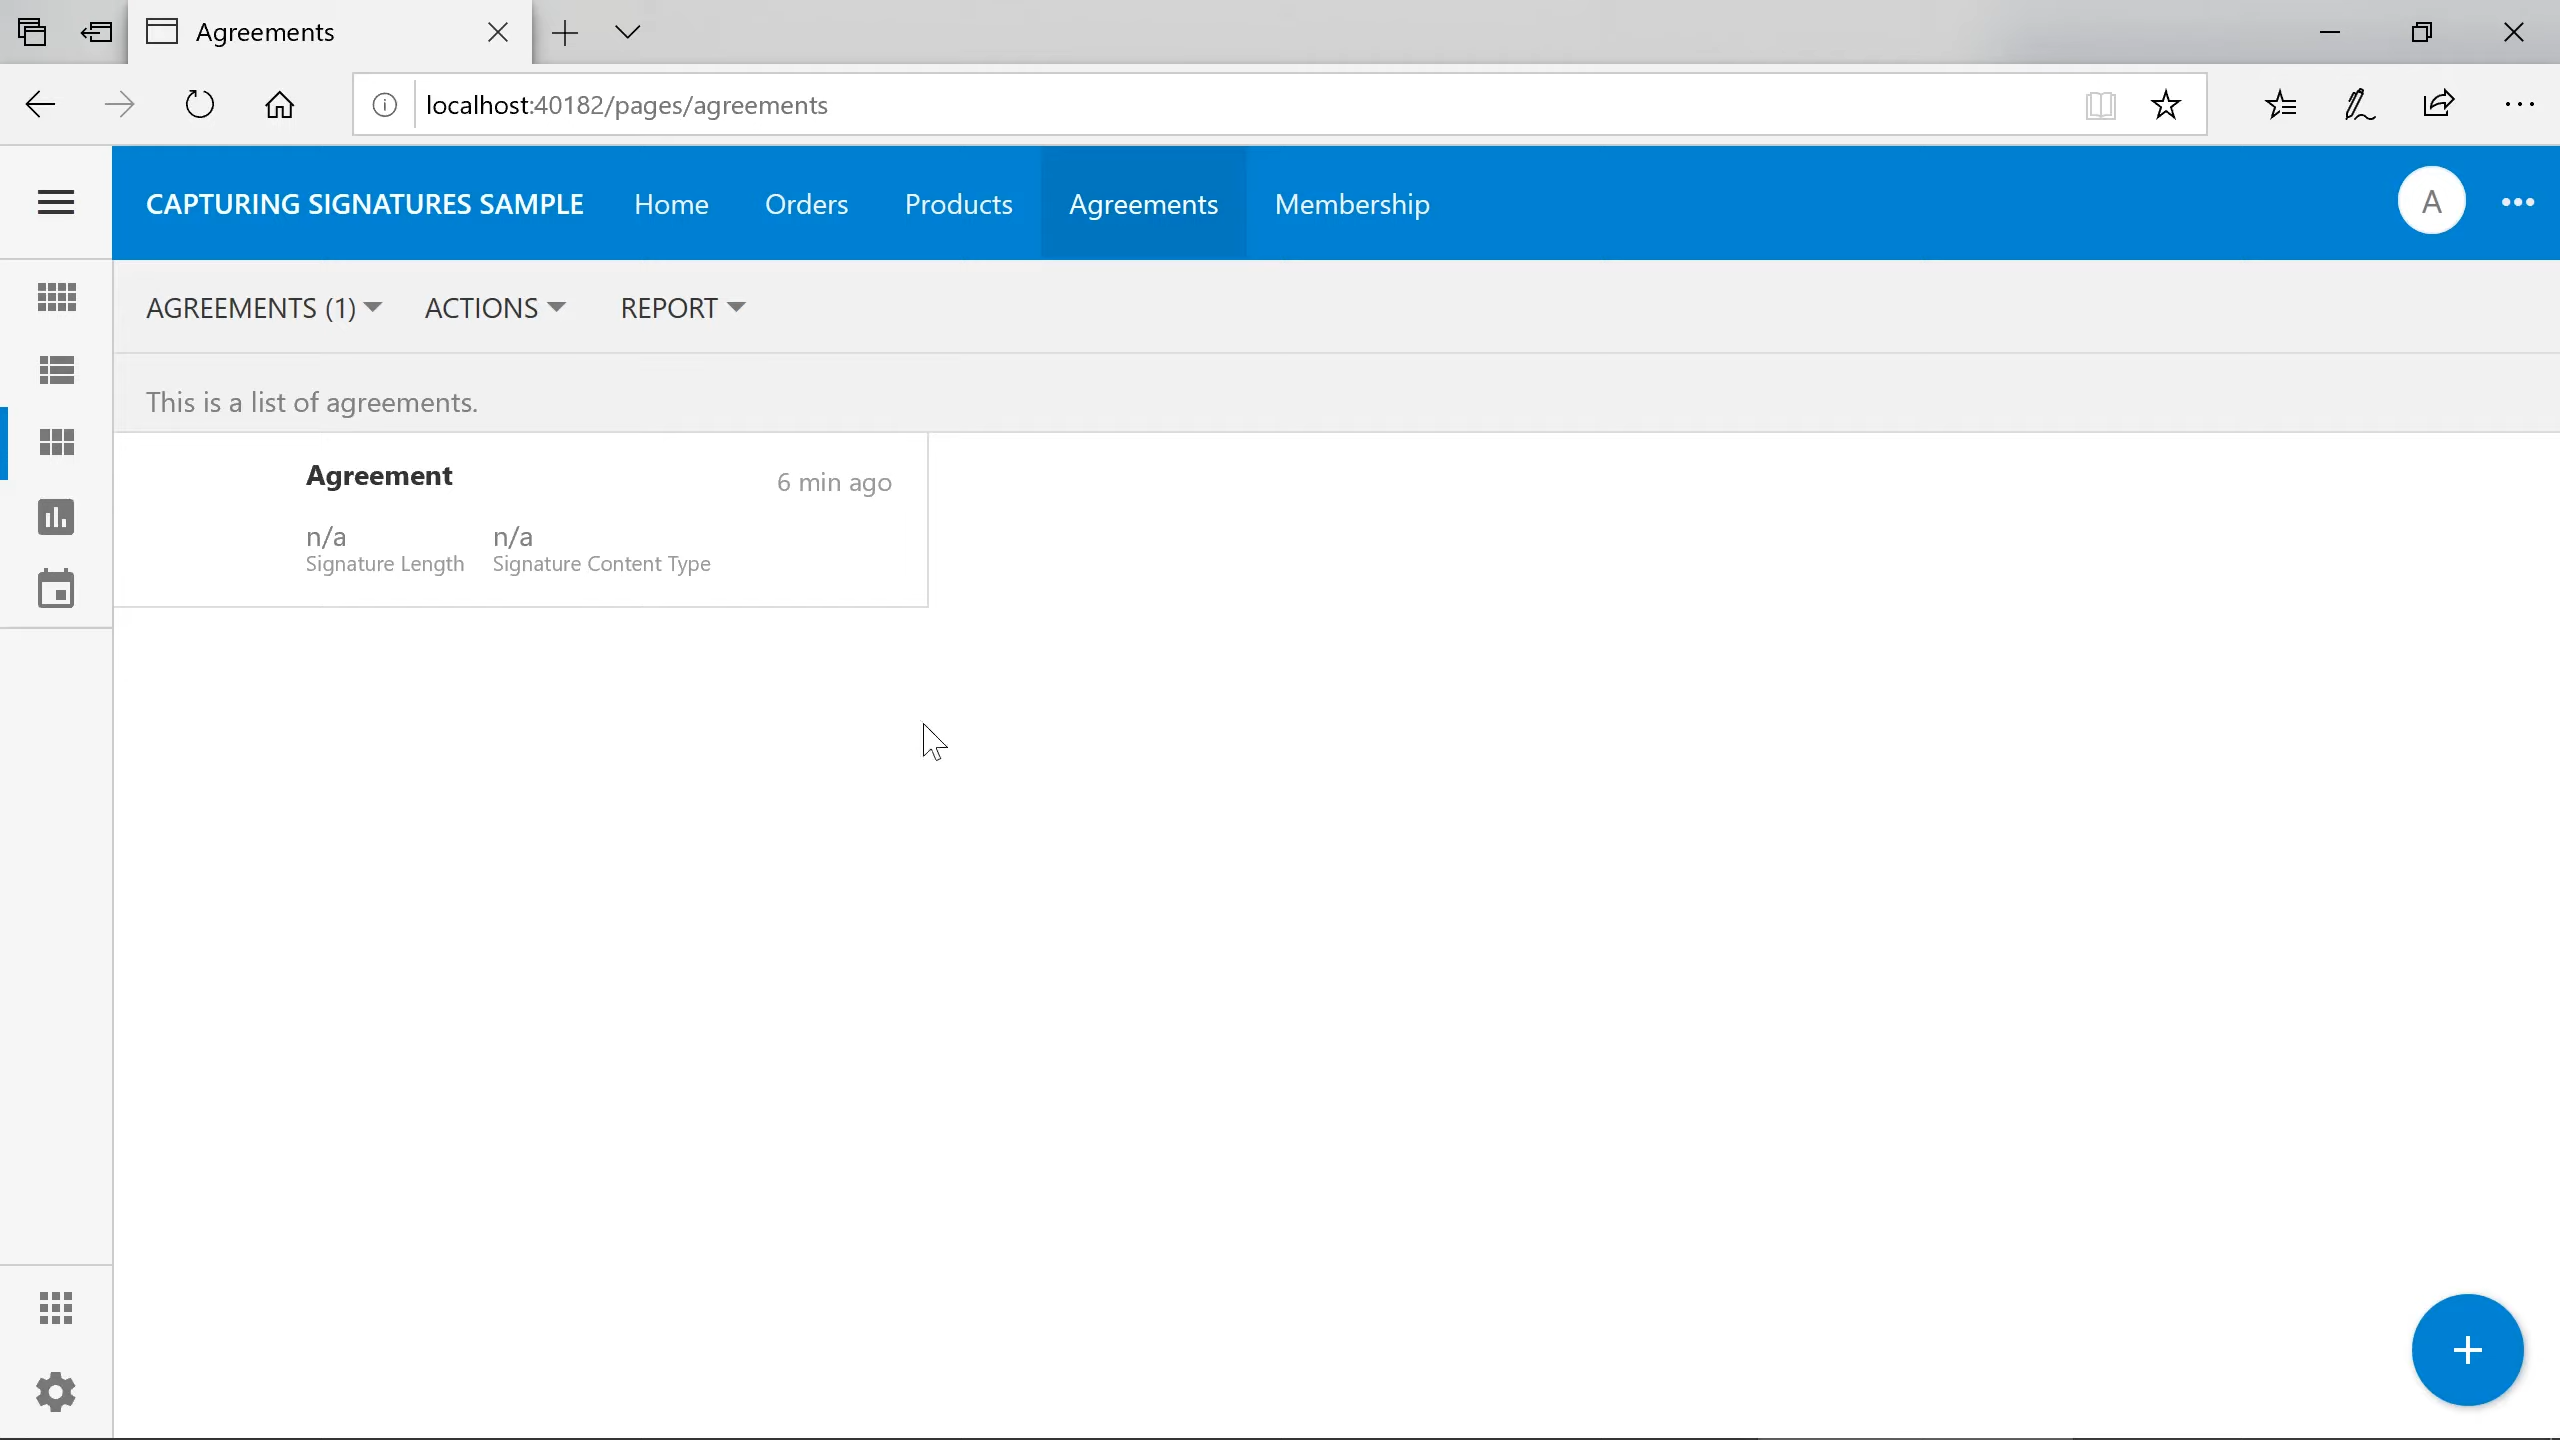 Agreements
localhost:40182/pages/agreements
CAPTURING SIGNATURES SAMPLE Home Orders Products Agreements Membership A
AGREEMENTS (1) ACTIONS REPORT
This is a list of agreements.
Agreement 6 min ago
n/a n/a
Signature Length Signature Content Type